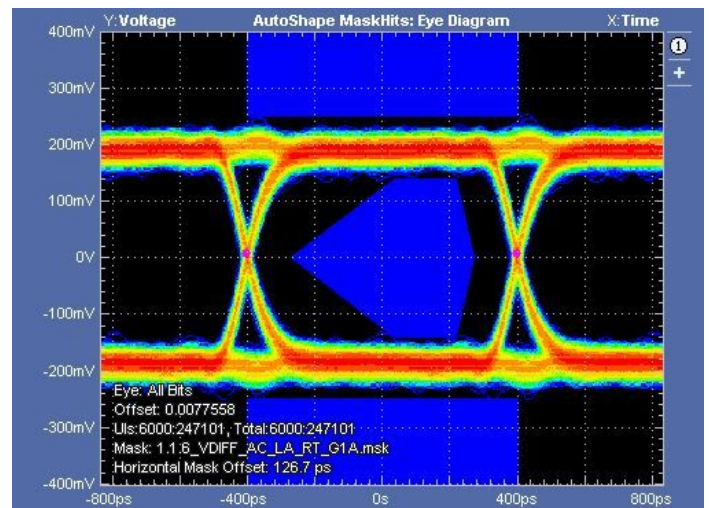 Y:Voltage AutoShape MaskHits: Eye Diagram X:Time
400mV
1
300mV
+
200mV
100mV
0V
-100mV
-200mV
Eye: All Bits
Offset: 0.0077558
-300mV UIs:6000:247101, Total:6000:247101
Mask: 1.1.6_VDIFF_AC_LA_RT_G1A.msk
Horizontal Mask Offset: 126.7 ps
-400mV
-800ps -400ps 0s 400ps 800ps